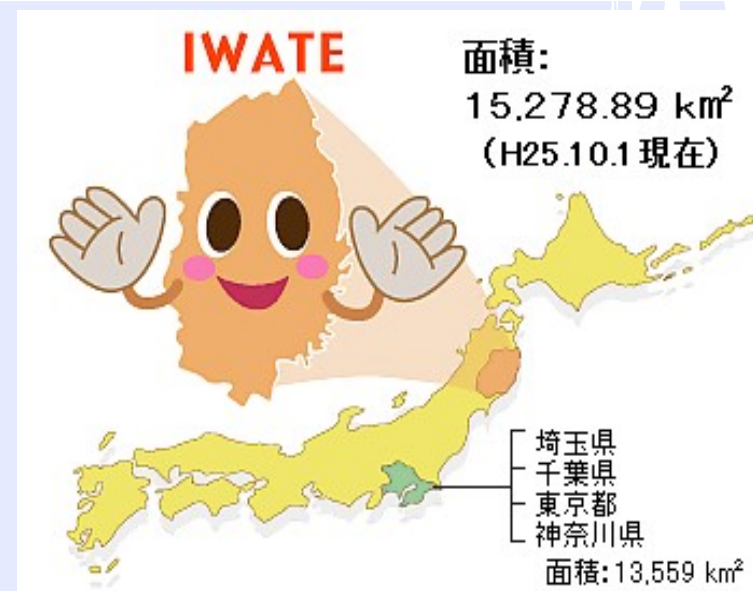 IWATE
面積:
15,278.89 km²
(H25.10.1現在)
埼玉県
千葉県
東京都
神奈川県
面積:13,559 km²